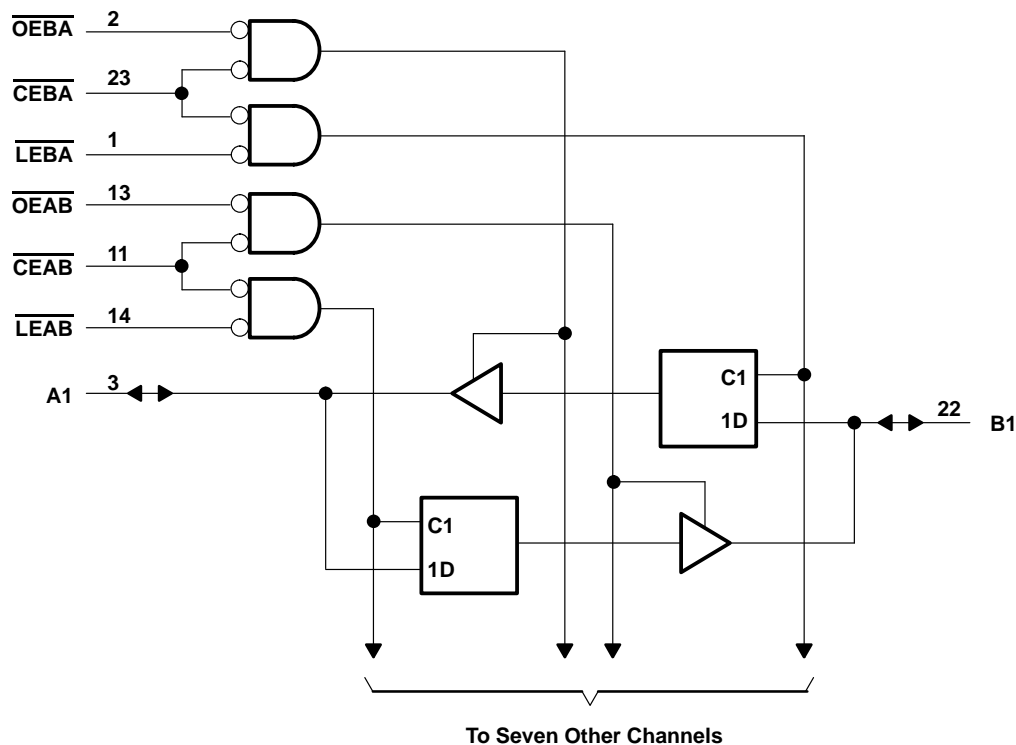 OEBA 2
CEBA 23
LEBA 1
OEAB 13
CEAB 11
LEAB 14
A1 3
C1
1D
22 B1
C1
1D
To Seven Other Channels